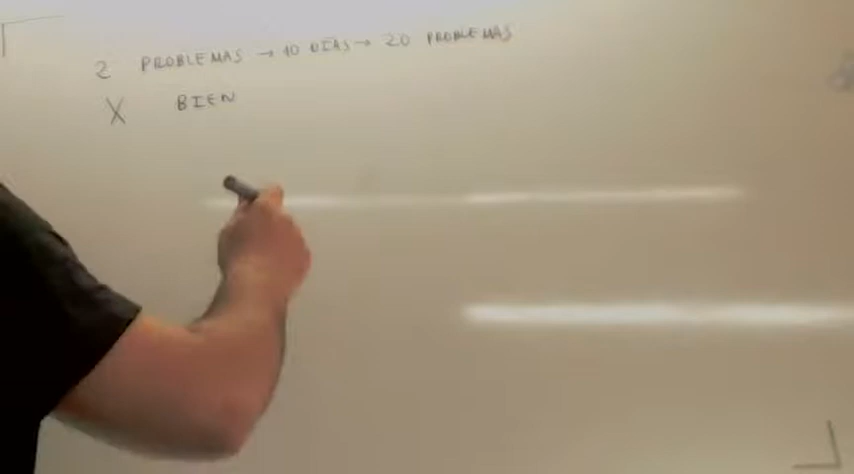 2 PROBLEMAS → 10 DÍAS → 20 PROBLEMAS
X BIEN